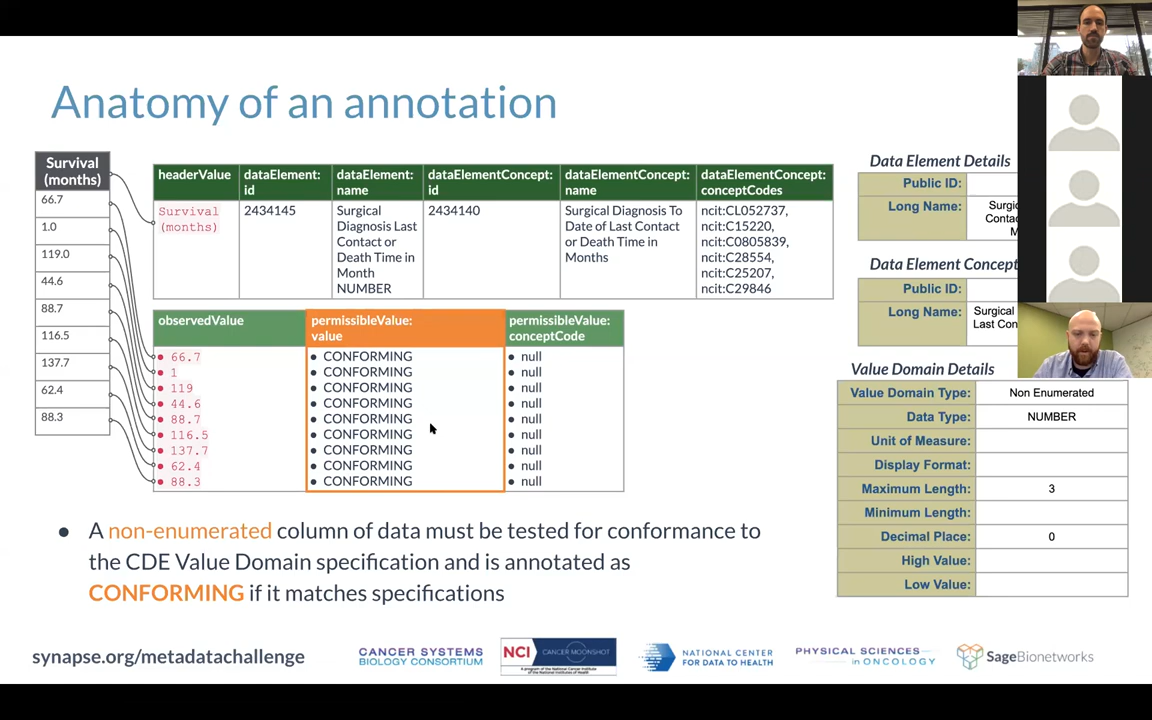 Anatomy of an annotation
Survival
(months)
66.7
1.0
119.0
44.6
88.7
116.5
137.7
62.4
88.3
headerValue
dataElement:
id
dataElement:
name
dataElementConcept:
id
dataElementConcept:
name
dataElementConcept:
conceptCodes
Survival
(months)
2434145
Surgical
Diagnosis Last
Contact or
Death Time in
Month
NUMBER
2434140
Surgical Diagnosis To
Date of Last Contact
or Death Time in
Months
ncit:CL052737,
ncit:C15220,
ncit:C0805839,
ncit:C28554,
ncit:C25207,
ncit:C29846
observedValue
permissibleValue:
value
permissibleValue:
conceptCode
• 66.7 • CONFORMING • null
• 1 • CONFORMING • null
• 119 • CONFORMING • null
• 44.6 • CONFORMING • null
• 88.7 • CONFORMING • null
• 116.5 • CONFORMING • null
• 137.7 • CONFORMING • null
• 62.4 • CONFORMING • null
• 88.3 • CONFORMING • null
Data Element Details
Public ID:
Long Name:
Data Element Concept
Public ID:
Long Name: Surgical
Last Con
Value Domain Details
Value Domain Type: Non Enumerated
Data Type: NUMBER
Unit of Measure:
Display Format:
Maximum Length: 3
Minimum Length:
Decimal Place: 0
High Value:
Low Value:
• A non-enumerated column of data must be tested for conformance to
the CDE Value Domain specification and is annotated as
CONFORMING if it matches specifications
synapse.org/metadatachallenge
CANCER SYSTEMS
BIOLOGY CONSORTIUM
NCI CANCER MOONSHOT
NATIONAL CENTER
FOR DATA TO HEALTH
PHYSICAL SCIENCES
in ONCOLOGY
SageBionetworks